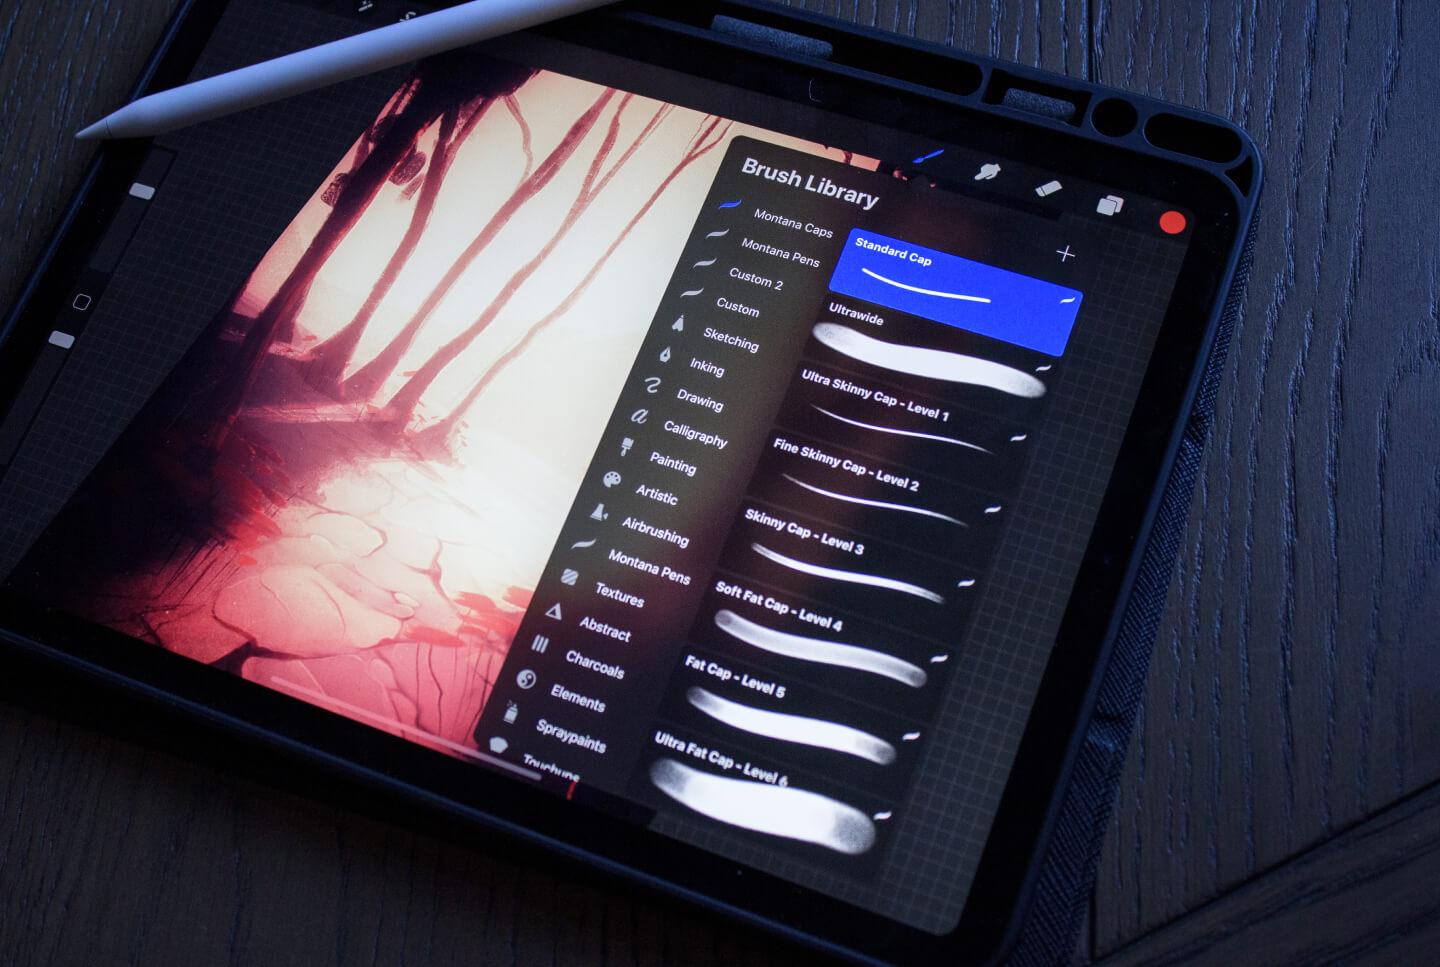 Brush Library
Montana Caps
Montana Pens
Custom 2
Custom
Sketching
Inking
Drawing
Calligraphy
Painting
Artistic
Airbrushing
Montana Pens
Textures
Abstract
Charcoals
Elements
Spraypaints
Touchups
Standard Cap
Ultrawide
Ultra Skinny Cap - Level 1
Fine Skinny Cap - Level 2
Skinny Cap - Level 3
Soft Fat Cap - Level 4
Fat Cap - Level 5
Ultra Fat Cap - Level 6